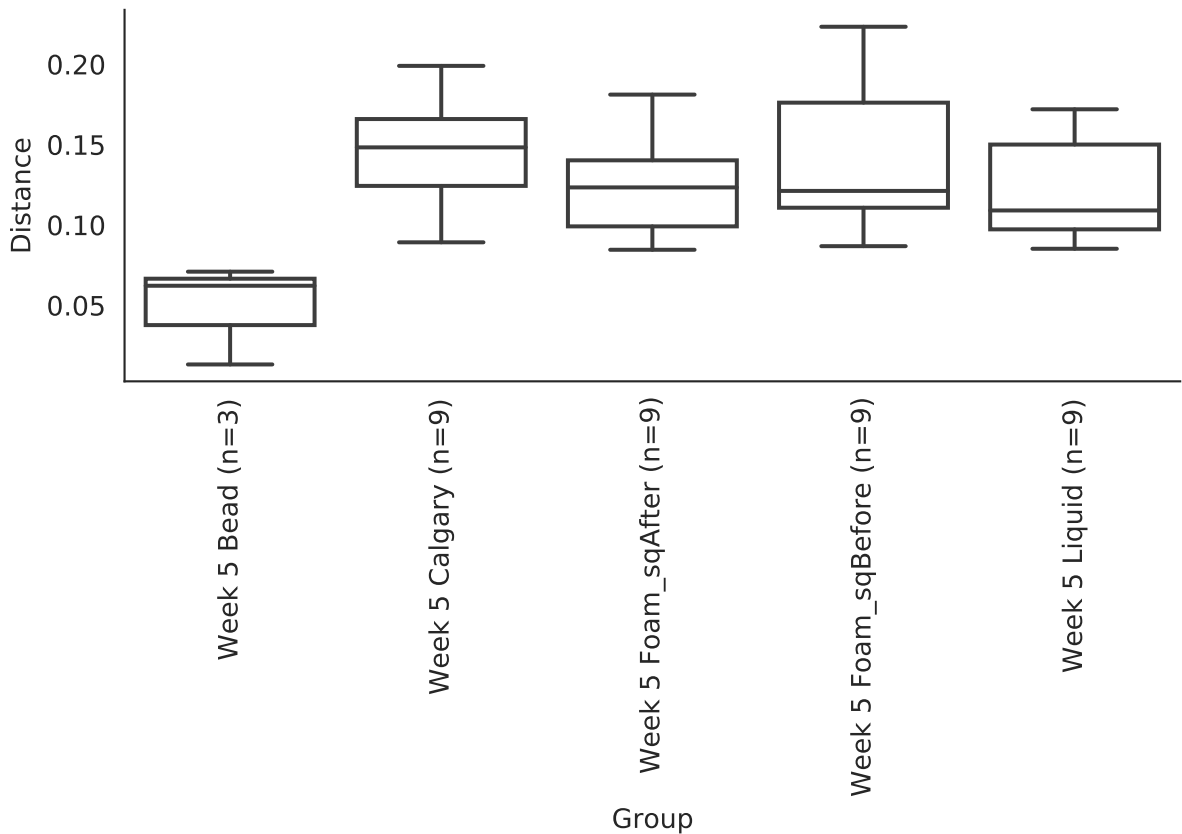 Distance
0.20
0.15
0.10
0.05
Week 5 Bead (n=3)
Week 5 Calgary (n=9)
Week 5 Foam_sqAfter (n=9)
Week 5 Foam_sqBefore (n=9)
Week 5 Liquid (n=9)
Group